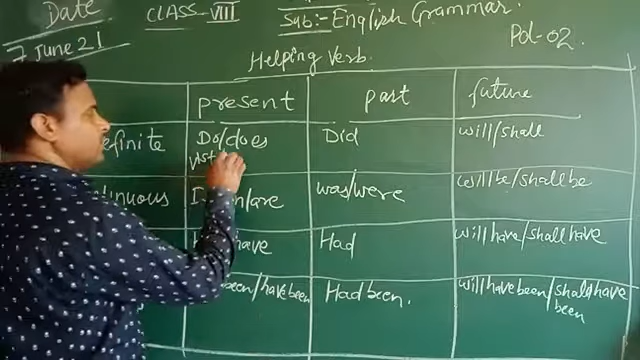 Date
7 June 21
CLASS-VIII
Sub:- English Grammar.
Pd-02.
Helping Verb.
present past future
efinite Do/does Did will/shall
ntinuous /are was/were will be/shall be
have Had will have/shall have
been/have been Had been. will have been/shall have been